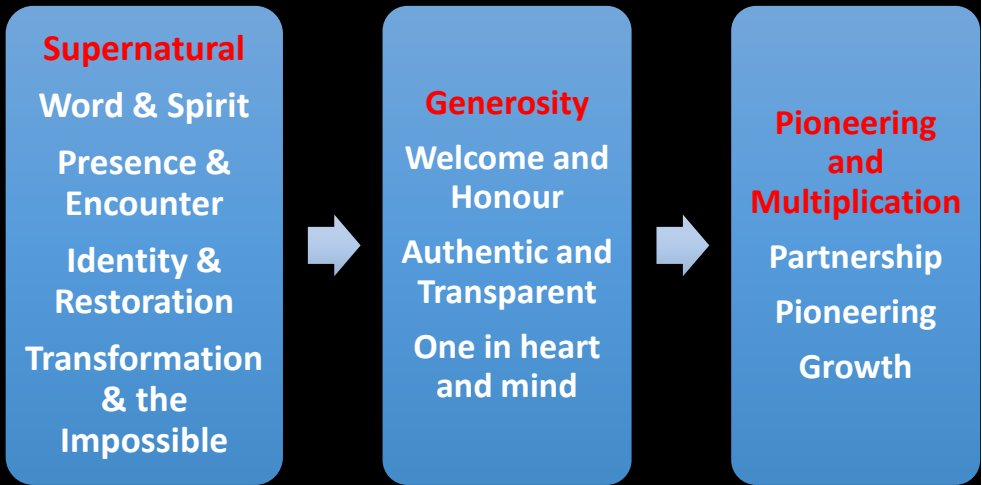 Supernatural
Word & Spirit
Presence &
Encounter
Identity &
Restoration
Transformation
& the
Impossible
Generosity
Welcome and
Honour
Authentic and
Transparent
One in heart
and mind
Pioneering
and
Multiplication
Partnership
Pioneering
Growth